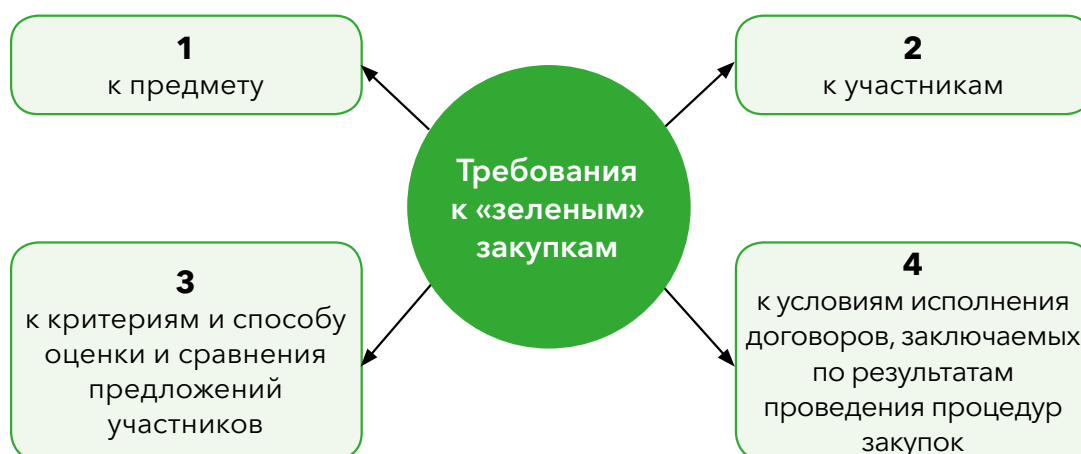 1
к предмету
2
к участникам
Требования
к «зеленым»
закупкам
3
к критериям и способу
оценки и сравнения
предложений
участников
4
к условиям исполнения
договоров, заключаемых
по результатам
проведения процедур
закупок